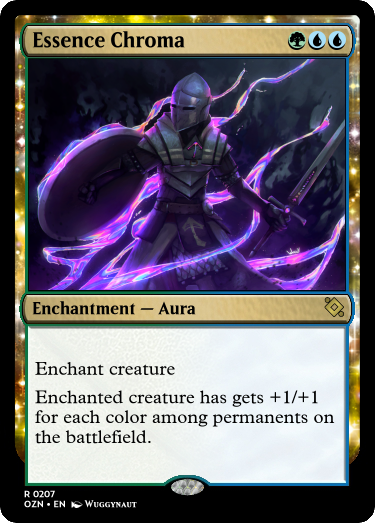 Essence Chroma
Enchantment — Aura
Enchant creature
Enchanted creature has gets +1/+1
for each color among permanents on
the battlefield.
R 0207
OZN • EN Wuggynaut